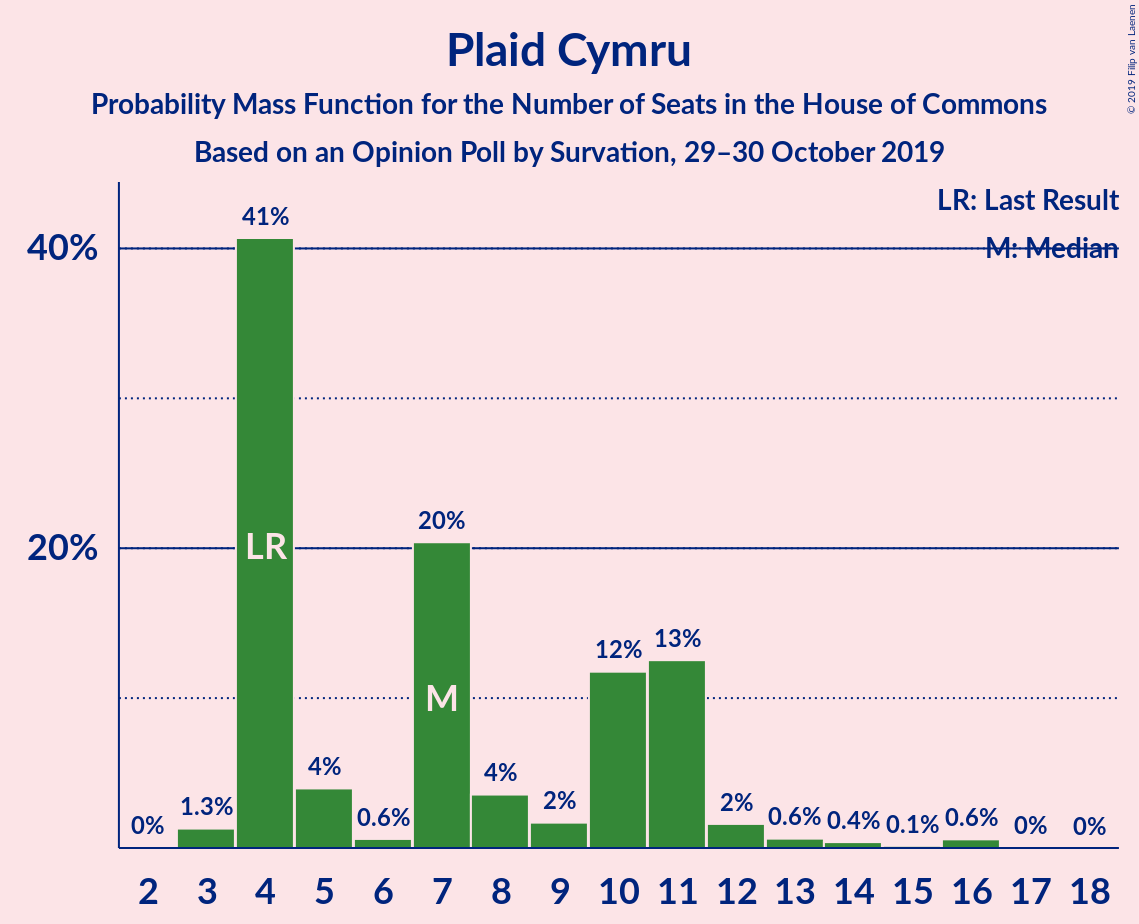 Plaid Cymru
Probability Mass Function for the Number of Seats in the House of Commons
Based on an Opinion Poll by Survation, 29–30 October 2019
© 2019 Filip van Laenen
LR: Last Result
M: Median
40%
20%
0%
1.3%
41%
4%
0.6%
20%
4%
2%
12%
13%
2%
0.6%
0.4%
0.1%
0.6%
0%
0%
LR
M
2 3 4 5 6 7 8 9 10 11 12 13 14 15 16 17 18